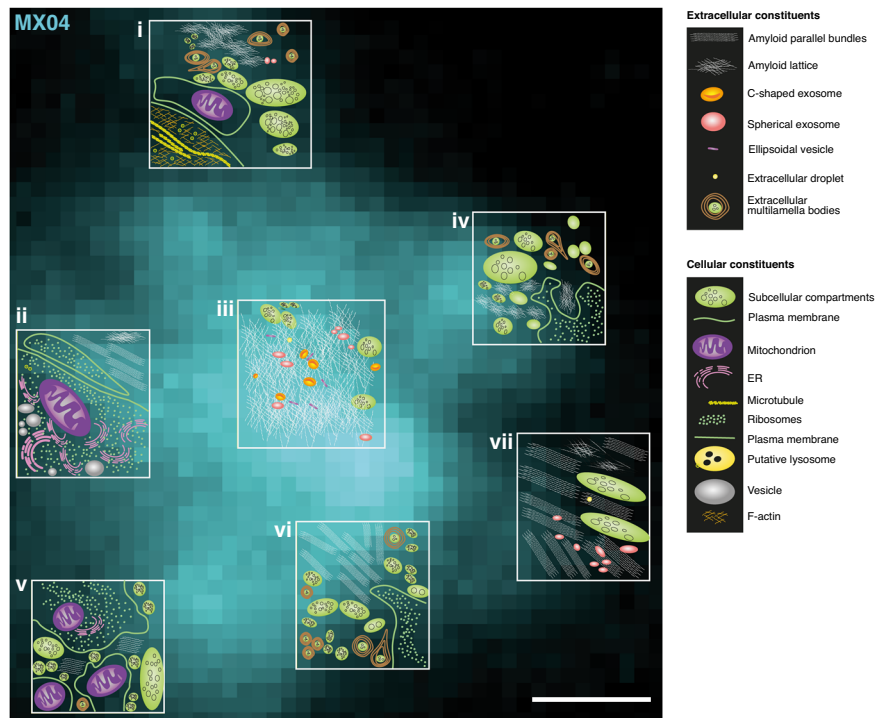 MX04
i
ii
iii
iv
v
vi
vii
Extracellular constituents
Amyloid parallel bundles
Amyloid lattice
C-shaped exosome
Spherical exosome
Ellipsoidal vesicle
Extracellular droplet
Extracellular
multilamella bodies
Cellular constituents
Subcellular compartments
Plasma membrane
Mitochondrion
ER
Microtubule
Ribosomes
Plasma membrane
Putative lysosome
Vesicle
F-actin